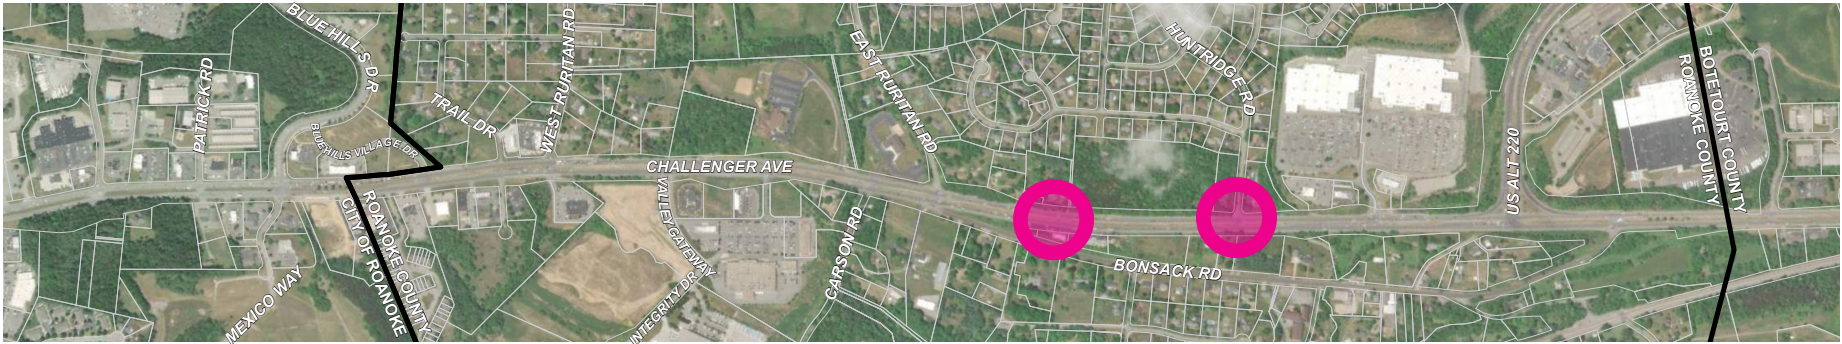 BLUE HILLS DR
PATRICK RD
TRAIL DR
BLUE HILLS VILLAGE DR
WEST RURITAN RD
EAST RURITAN RD
HUNTRIDGE RD
US ALT 220
BOTETOURT COUNTY
ROANOKE COUNTY
CHALLENGER AVE
VALLEY GATEWAY
CARSON RD
BONSACK RD
ROANOKE COUNTY
CITY OF ROANOKE
MEXICO WAY
INTEGRITY DR